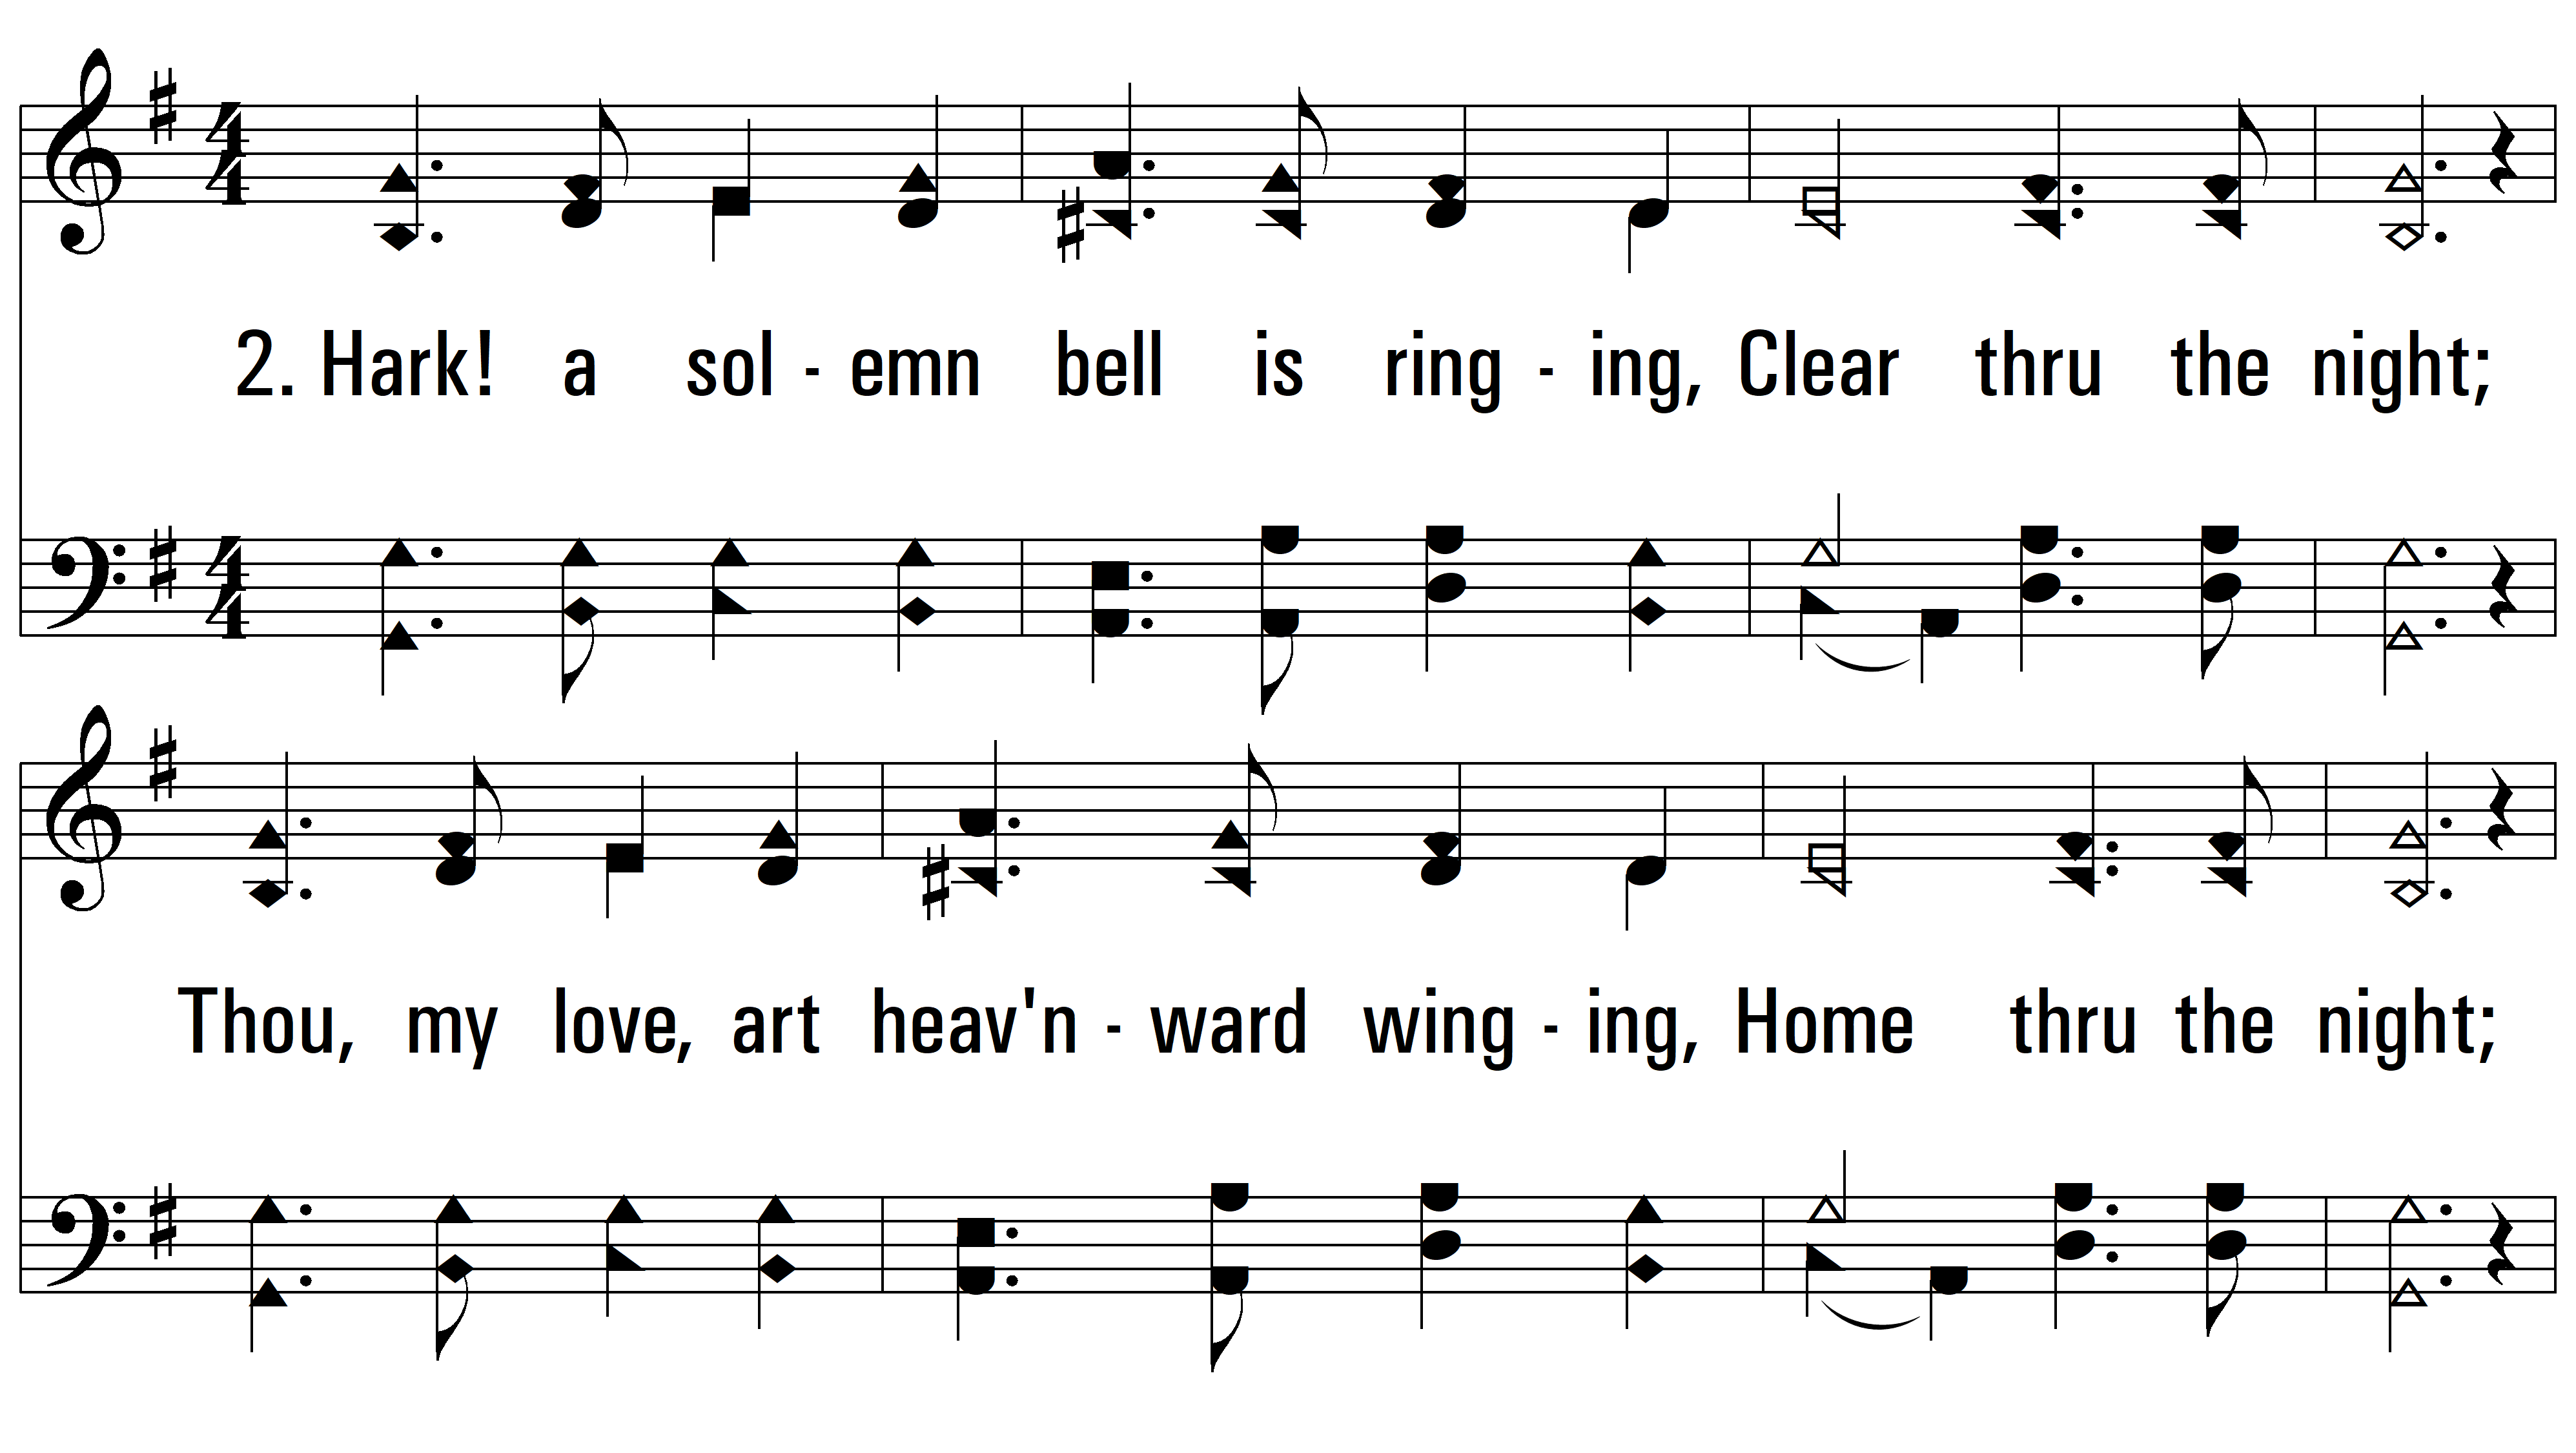 2. Hark! a sol - emn bell is ring - ing, Clear thru the night;
Thou, my love, art heav'n - ward wing - ing, Home thru the night;